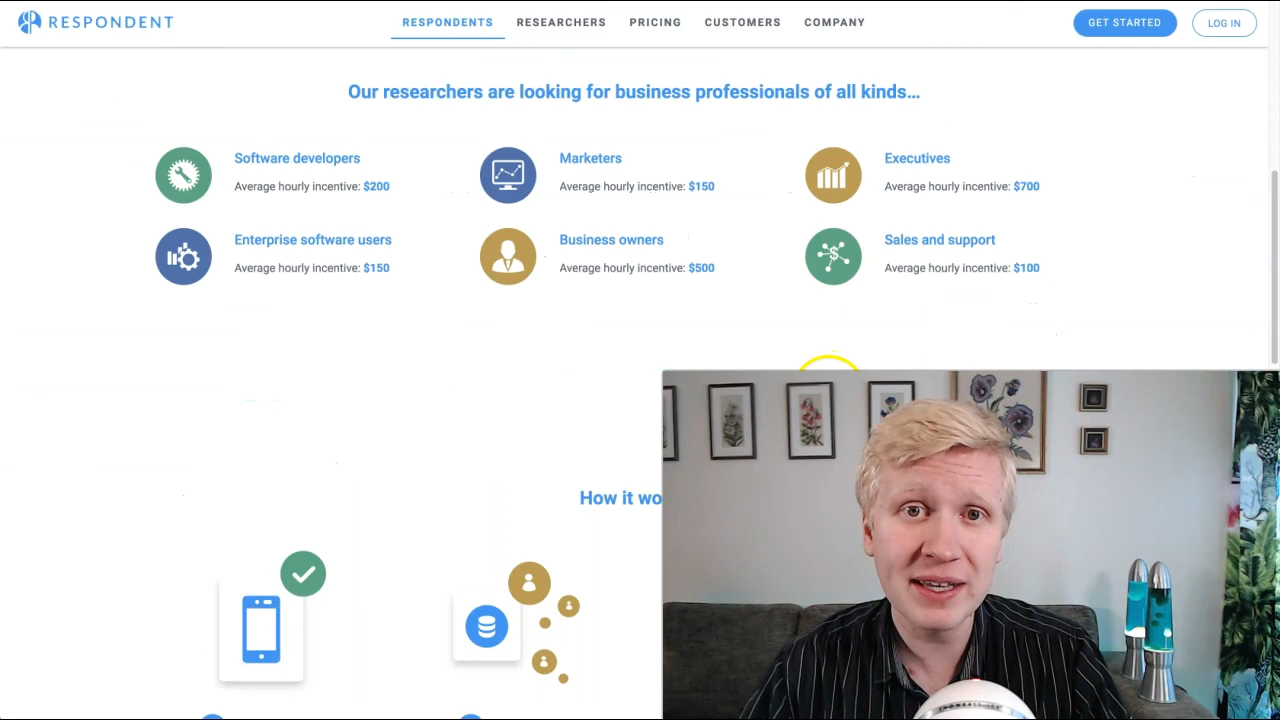 RESPONDENT
RESPONDENTS RESEARCHERS PRICING CUSTOMERS COMPANY
GET STARTED
LOG IN
Our researchers are looking for business professionals of all kinds...
Software developers
Average hourly incentive: $200
Marketers
Average hourly incentive: $150
Executives
Average hourly incentive: $700
Enterprise software users
Average hourly incentive: $150
Business owners
Average hourly incentive: $500
Sales and support
Average hourly incentive: $100
How it wo